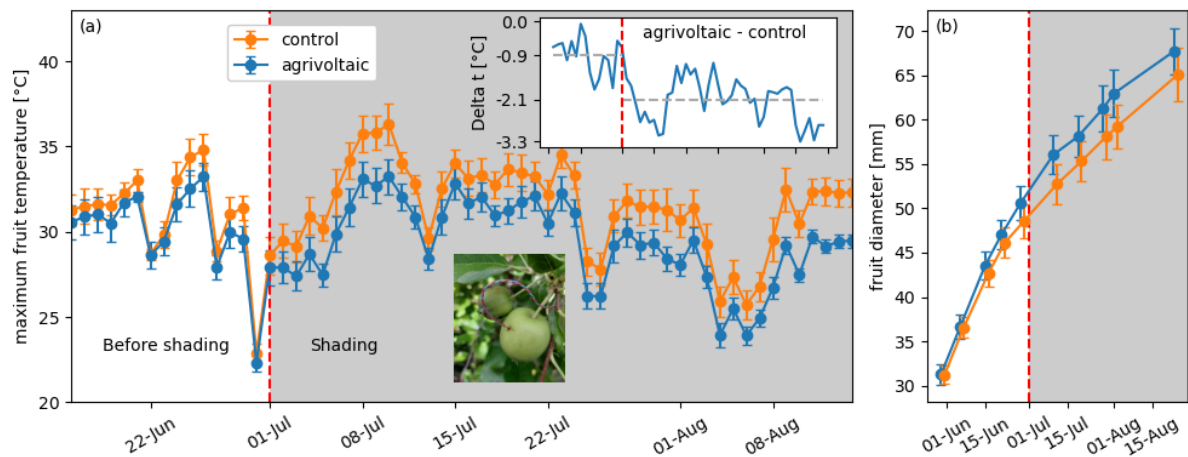 (a)
control
agrivoltaic
maximum fruit temperature [°C]
40
35
30
25
20
Before shading
Shading
22-Jun
01-Jul
08-Jul
15-Jul
22-Jul
01-Aug
08-Aug
agrivoltaic - control
Delta t [°C]
0.0
-0.9
-2.1
-3.3
(b)
fruit diameter [mm]
70
65
60
55
50
45
40
35
30
01-Jun
15-Jun
01-Jul
15-Jul
01-Aug
15-Aug